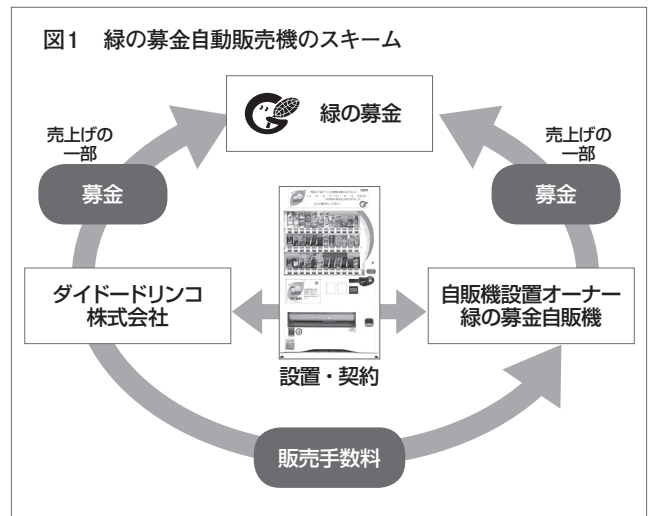 図1 緑の募金自動販売機のスキーム
緑の募金
売上げの
一部
募金
売上げの
一部
募金
ダイドードリンコ
株式会社
自販機設置オーナー
緑の募金自販機
設置・契約
販売手数料